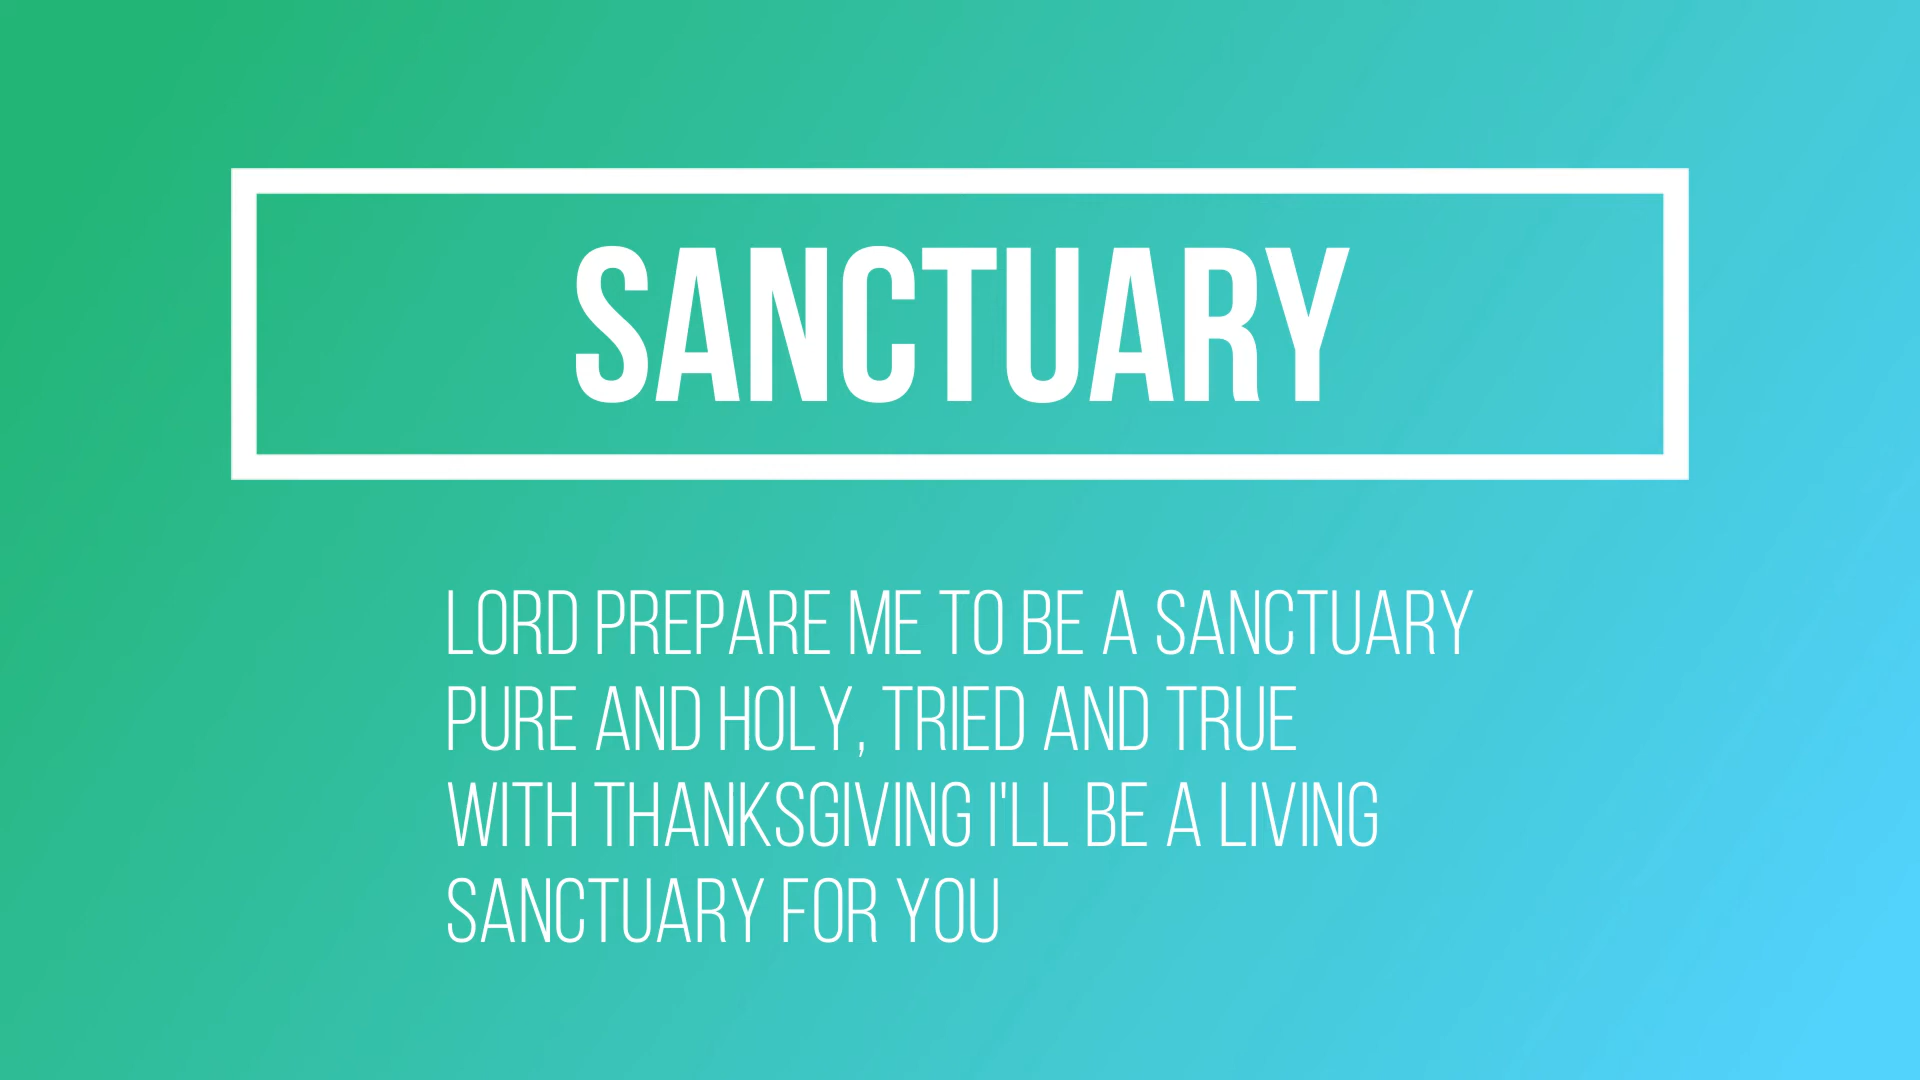 SANCTUARY
LORD PREPARE ME TO BE A SANCTUARY
PURE AND HOLY, TRIED AND TRUE
WITH THANKSGIVING I'LL BE A LIVING
SANCTUARY FOR YOU